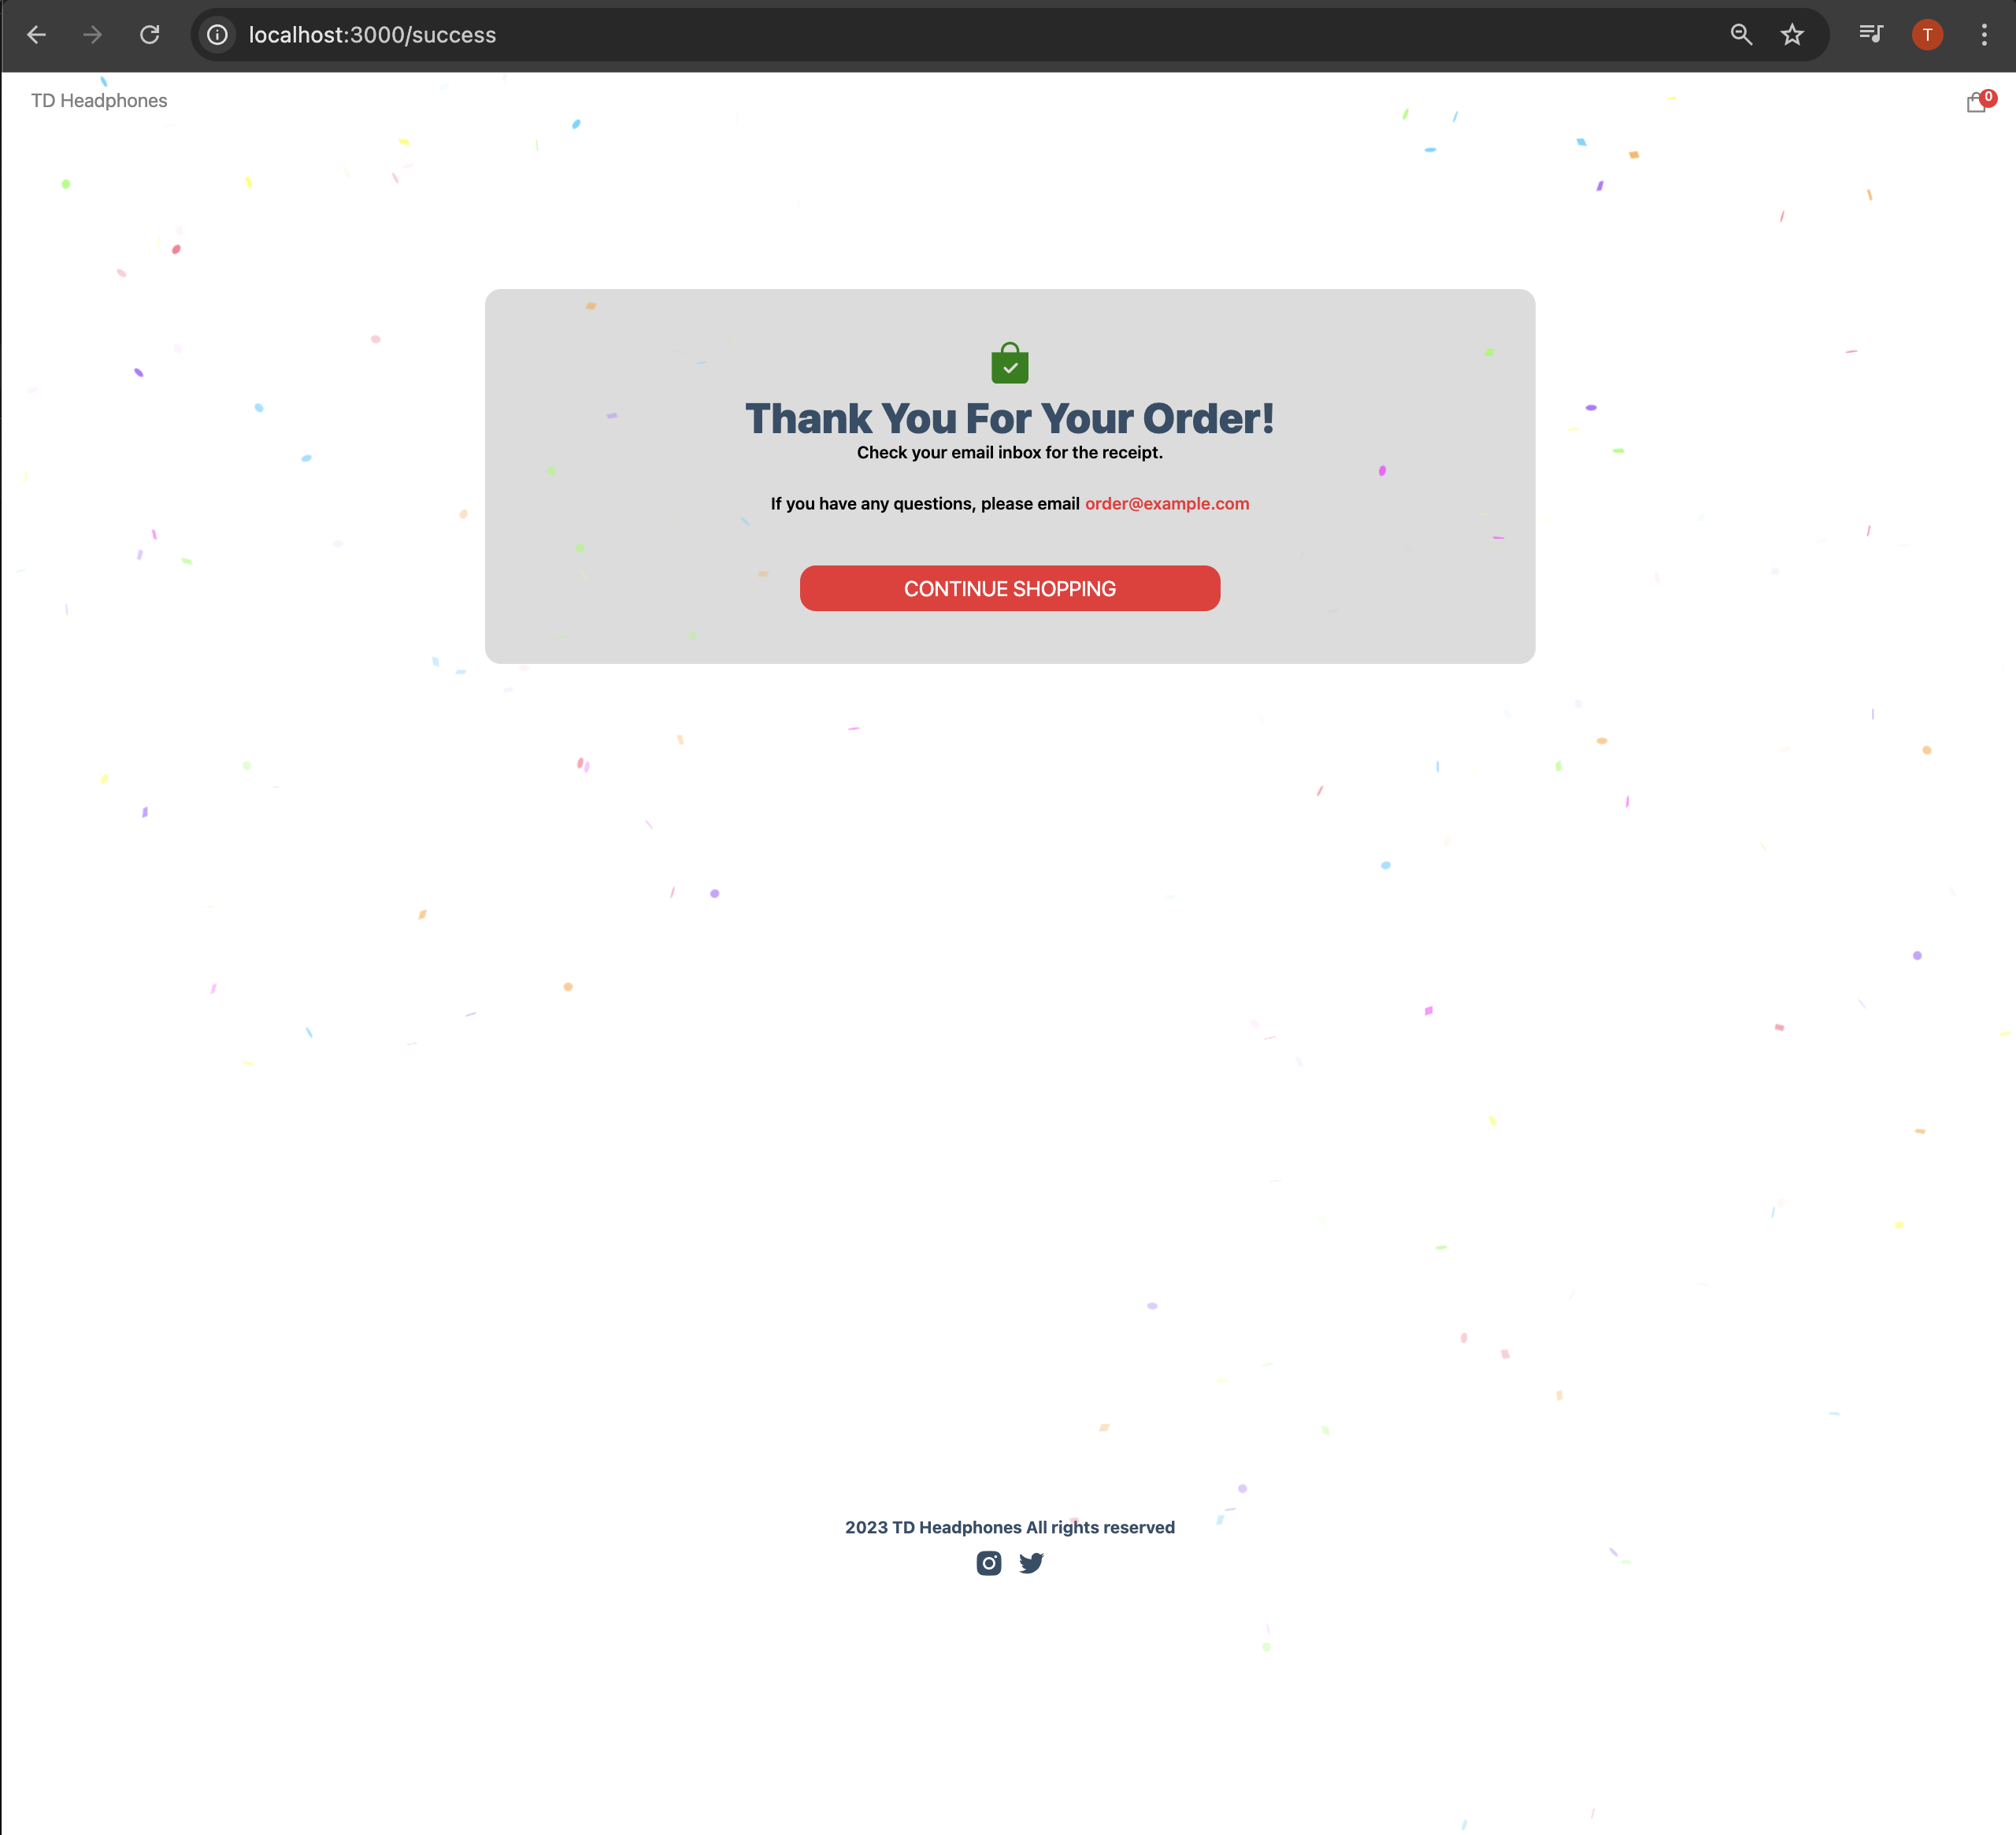 localhost:3000/success
T
TD Headphones
0
Thank You For Your Order!
Check your email inbox for the receipt.
If you have any questions, please email order@example.com
CONTINUE SHOPPING
2023 TD Headphones All rights reserved